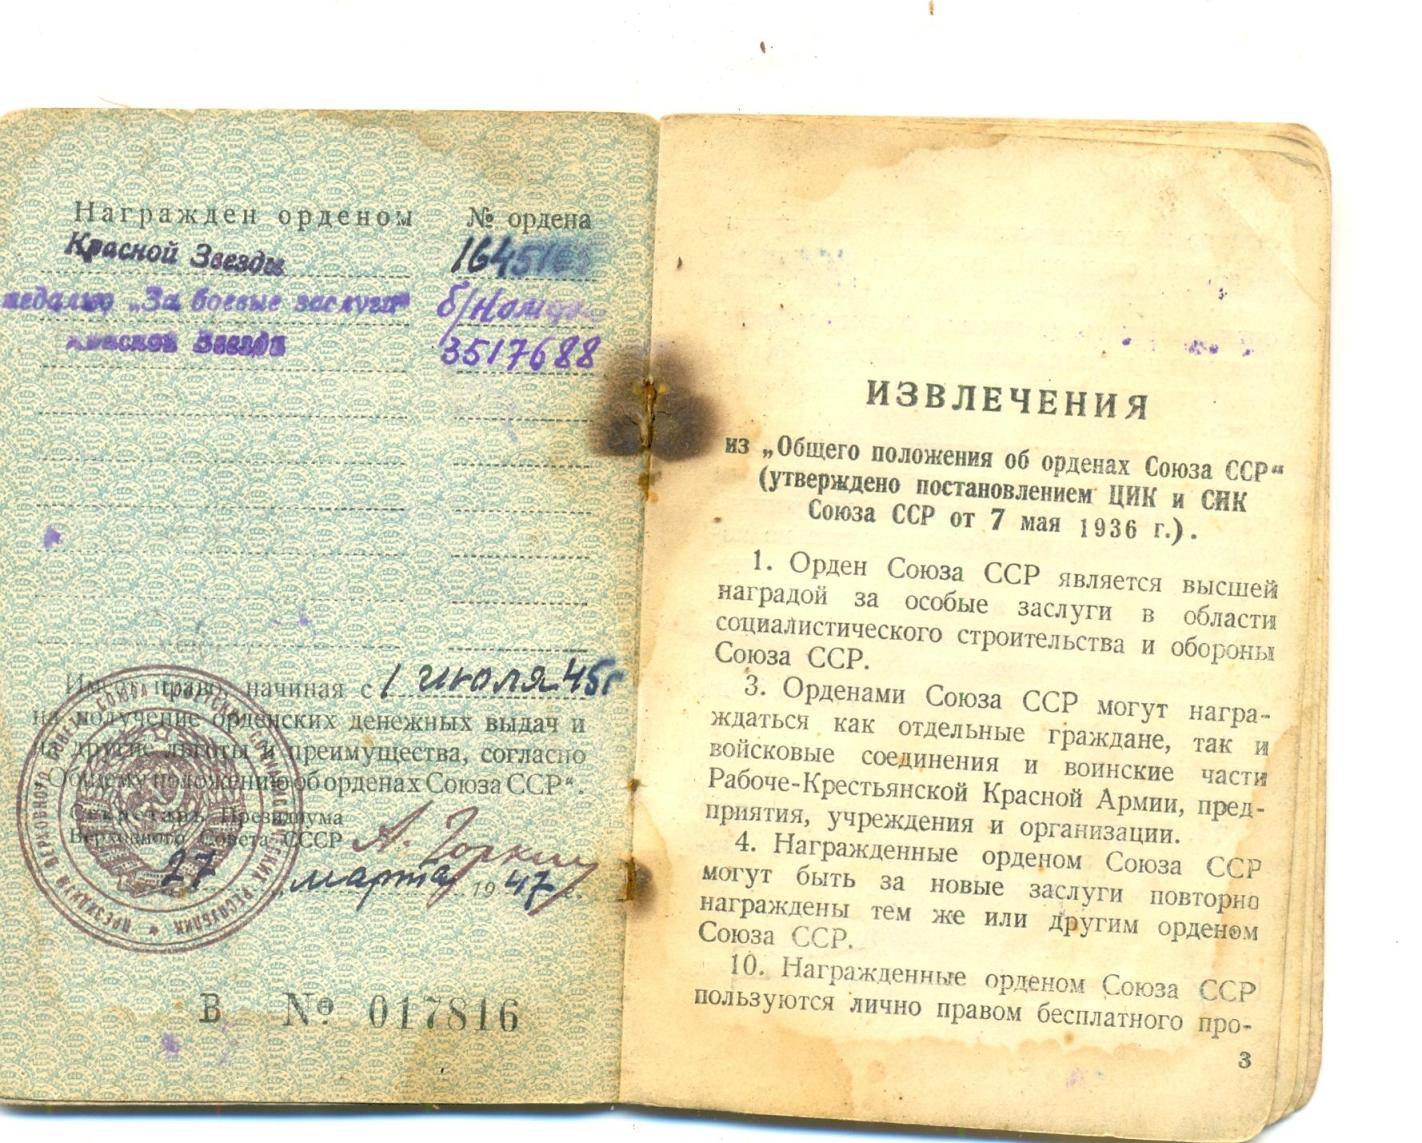 Награжден орденом № ордена
Красной Звезды
медалью „За боевые заслуги“
Красной Звезды 3517688
Имеет право, начиная с 1 июля 45г
на получение орденских денежных выдач и
на другие льготы и преимущества, согласно
„Общему положению об орденах Союза ССР“.
Секретарь Президиума
Верховного Совета СССР А. Горкин
27 марта 1947 г.
В № 017816
ИЗВЛЕЧЕНИЯ
из „Общего положения об орденах Союза ССР“
(утверждено постановлением ЦИК и СНК
Союза ССР от 7 мая 1936 г.).
1. Орден Союза ССР является высшей
наградой за особые заслуги в области
социалистического строительства и обороны
Союза ССР.
3. Орденами Союза ССР могут награ-
ждаться как отдельные граждане, так и
войсковые соединения и воинские части
Рабоче-Крестьянской Красной Армии, пред-
приятия, учреждения и организации.
4. Награжденные орденом Союза ССР
могут быть за новые заслуги повторно
награждены тем же или другим орденом
Союза ССР.
10. Награжденные орденом Союза ССР
пользуются лично правом бесплатного про-
3